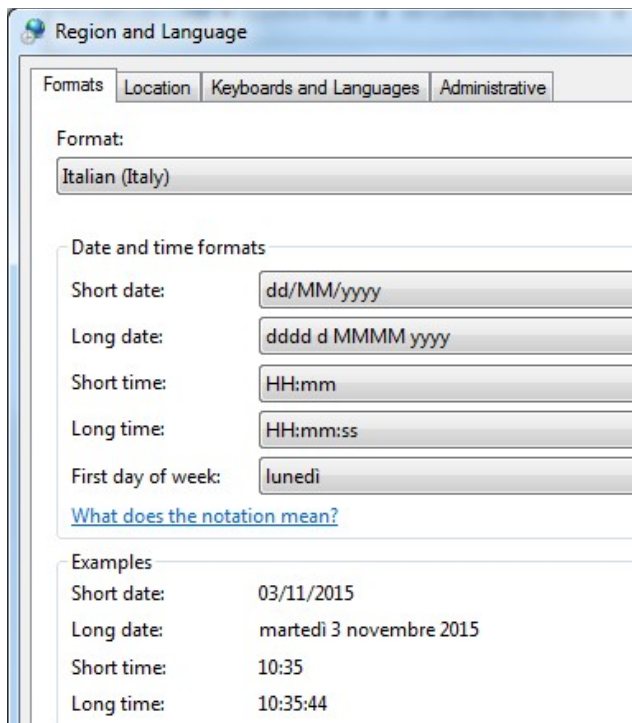 Region and Language
Formats Location Keyboards and Languages Administrative
Format:
Italian (Italy)
Date and time formats
Short date: dd/MM/yyyy
Long date: dddd d MMMM yyyy
Short time: HH:mm
Long time: HH:mm:ss
First day of week: lunedì
What does the notation mean?
Examples
Short date: 03/11/2015
Long date: martedì 3 novembre 2015
Short time: 10:35
Long time: 10:35:44